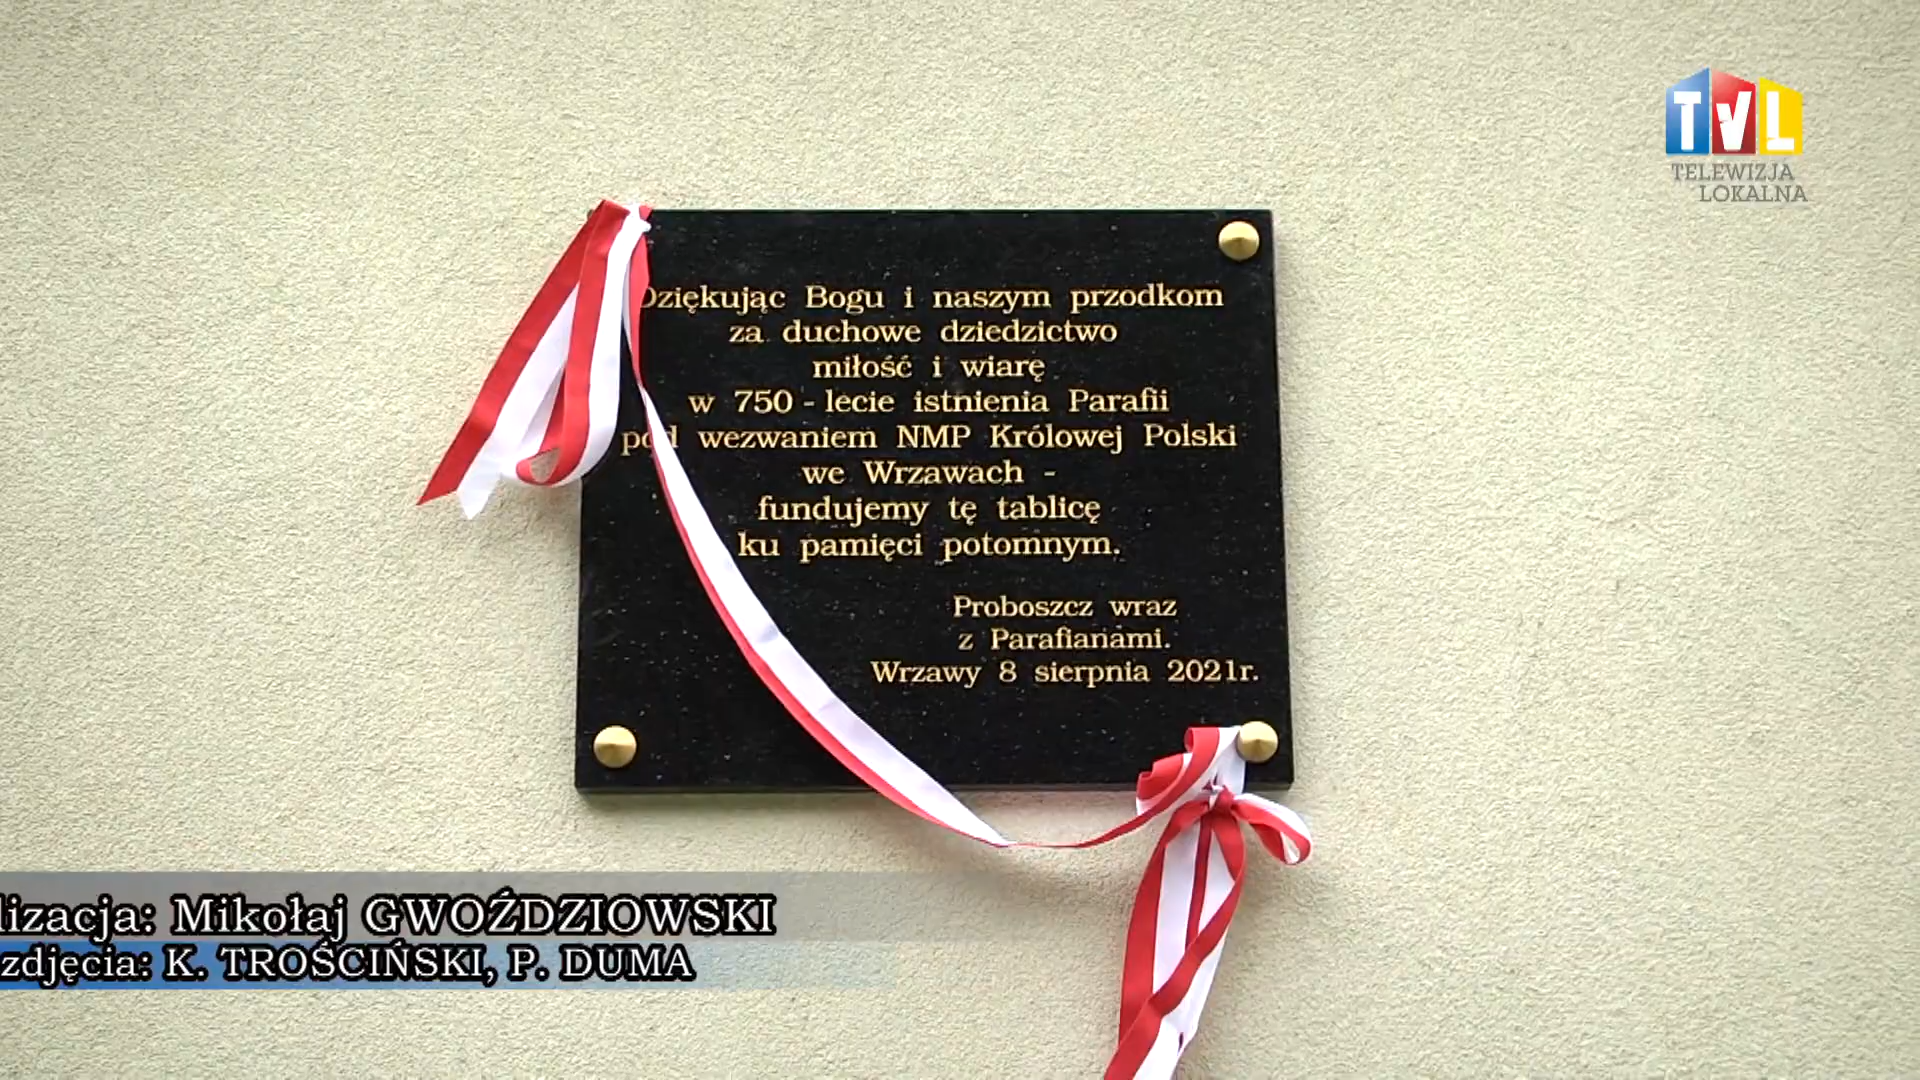 TVL
TELEWIZJA
LOKALNA
Dziękując Bogu i naszym przodkom
za duchowe dziedzictwo
miłość i wiarę
w 750 - lecie istnienia Parafii
pod wezwaniem NMP Królowej Polski
we Wrzawach -
fundujemy tę tablicę
ku pamięci potomnym.
Proboszcz wraz
z Parafianami.
Wrzawy 8 sierpnia 2021r.
lizacja: Mikołaj GWOŹDZIOWSKI
zdjęcia: K. TROŚCIŃSKI, P. DUMA